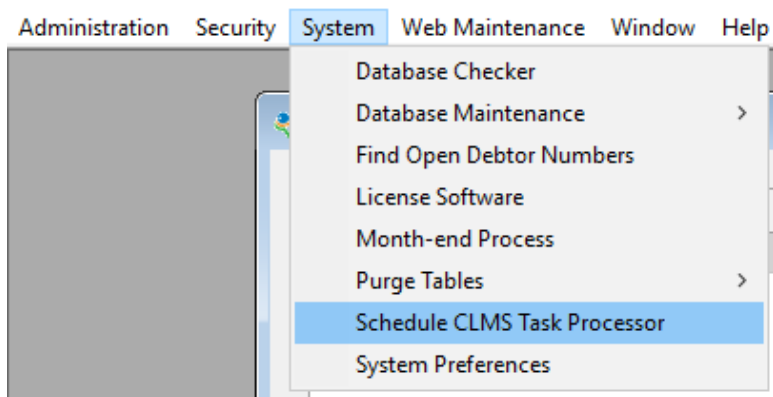 Administration Security System Web Maintenance Window Help
Database Checker
Database Maintenance
Find Open Debtor Numbers
License Software
Month-end Process
Purge Tables
Schedule CLMS Task Processor
System Preferences